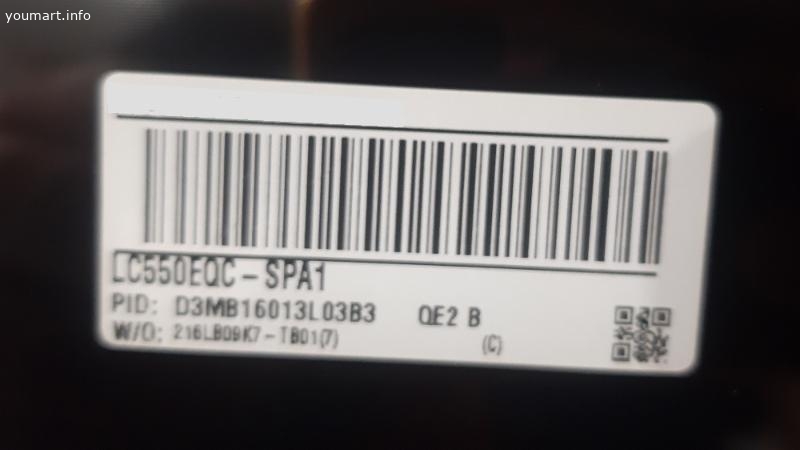 youmart.info
LC550EQC-SPA1
PID: D3MB16013L03B3 QE2 B
W/O: 216LB09K7-TB01(7) (C)